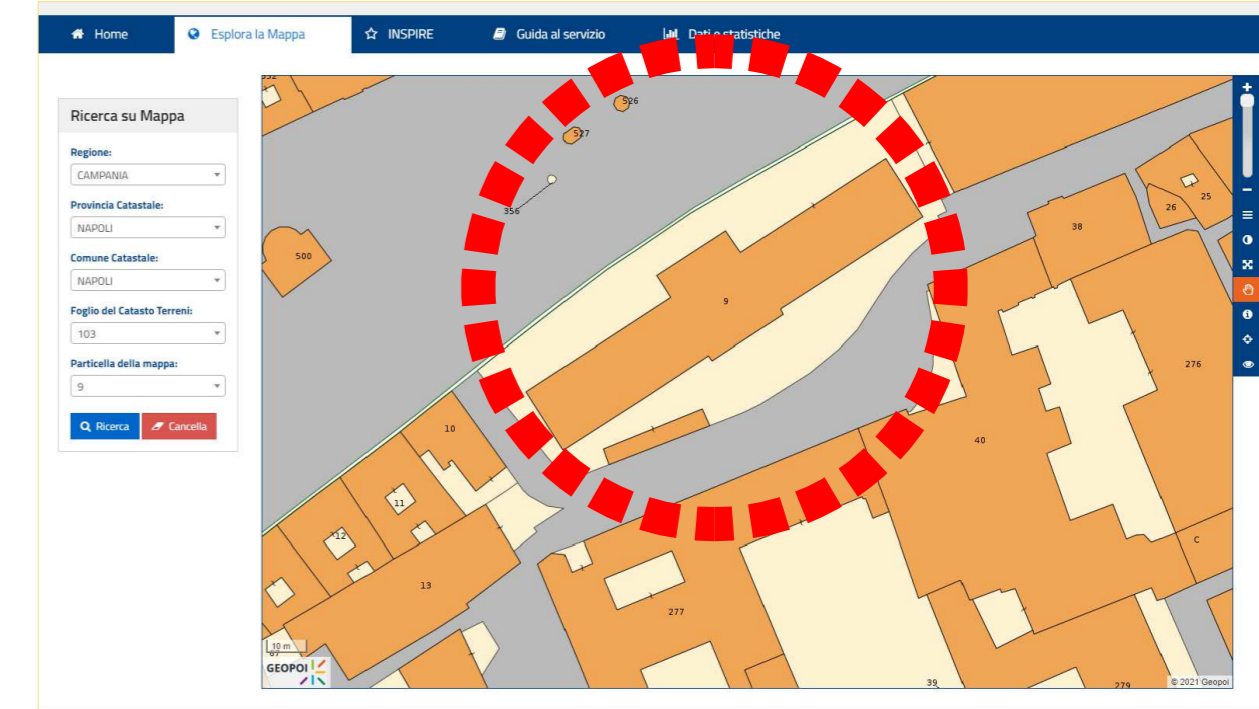 Home
Esplora la Mappa
INSPIRE
Guida al servizio
Dati e statistiche
Ricerca su Mappa
Regione:
CAMPANIA
Provincia Catastale:
NAPOLI
Comune Catastale:
NAPOLI
Foglio del Catasto Terreni:
103
Particella della mappa:
9
Ricerca
Cancella
526
527
356
500
9
38
26
25
276
10
11
12
13
40
C
277
39
279
10 m
67
GEOPOI
© 2021 Geopoi